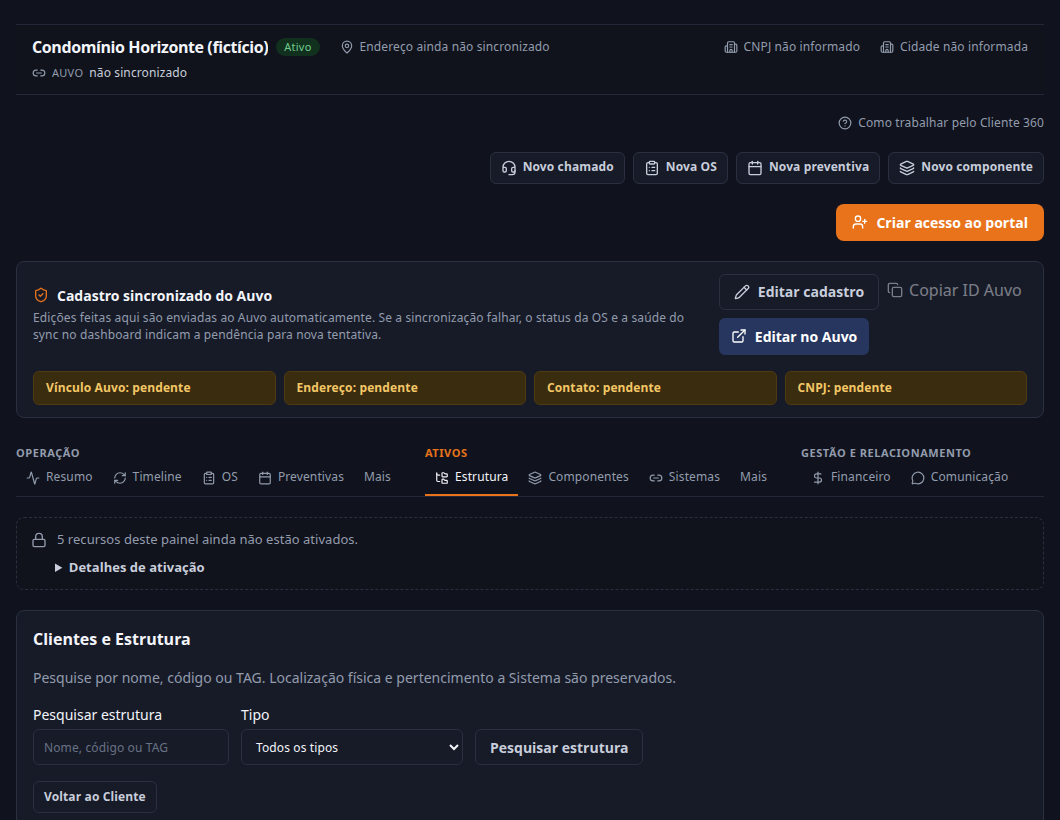 Condomínio Horizonte (fictício) Ativo Endereço ainda não sincronizado CNPJ não informado Cidade não informada
AUVO não sincronizado
Como trabalhar pelo Cliente 360
Novo chamado Nova OS Nova preventiva Novo componente
Criar acesso ao portal
Cadastro sincronizado do Auvo
Edições feitas aqui são enviadas ao Auvo automaticamente. Se a sincronização falhar, o status da OS e a saúde do
sync no dashboard indicam a pendência para nova tentativa.
Editar cadastro Copiar ID Auvo
Editar no Auvo
Vínculo Auvo: pendente Endereço: pendente Contato: pendente CNPJ: pendente
OPERAÇÃO ATIVOS GESTÃO E RELACIONAMENTO
Resumo Timeline OS Preventivas Mais Estrutura Componentes Sistemas Mais Financeiro Comunicação
5 recursos deste painel ainda não estão ativados.
Detalhes de ativação
Clientes e Estrutura
Pesquise por nome, código ou TAG. Localização física e pertencimento a Sistema são preservados.
Pesquisar estrutura Tipo
Nome, código ou TAG Todos os tipos Pesquisar estrutura
Voltar ao Cliente